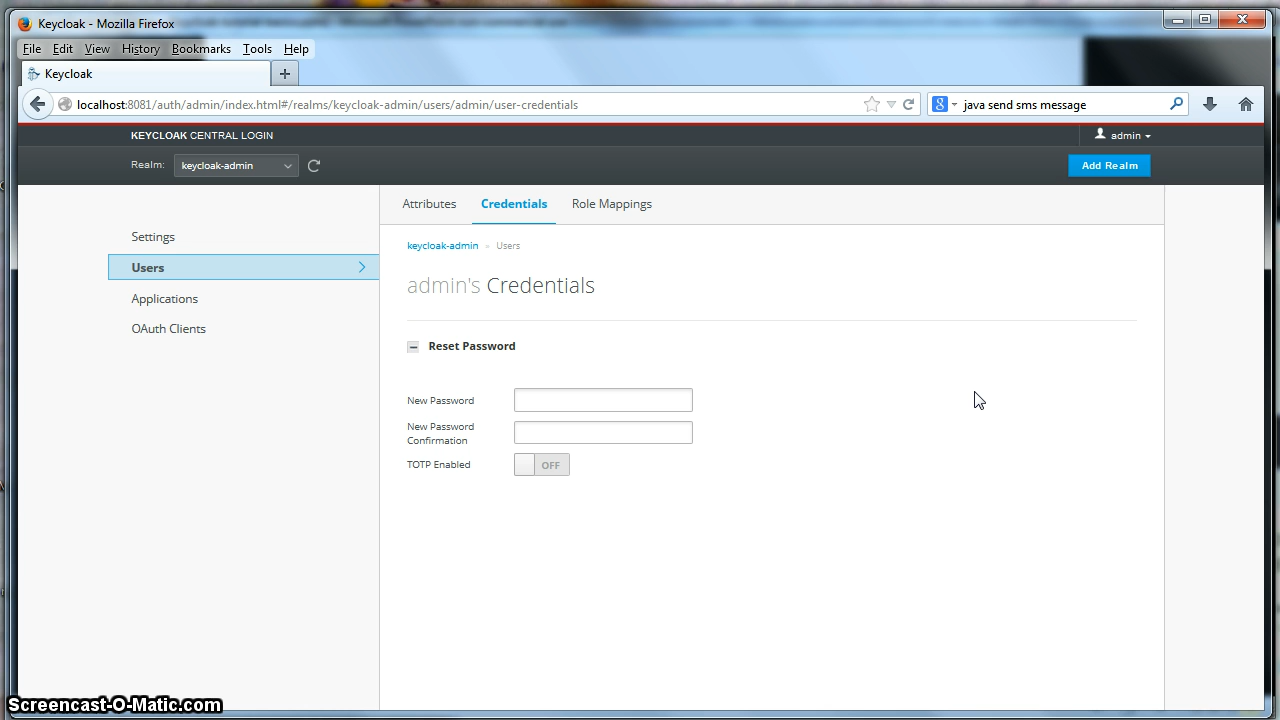 Keycloak - Mozilla Firefox
File Edit View History Bookmarks Tools Help
Keycloak
localhost:8081/auth/admin/index.html#/realms/keycloak-admin/users/admin/user-credentials
java send sms message
KEYCLOAK CENTRAL LOGIN
admin
Realm: keycloak-admin
Add Realm
Attributes Credentials Role Mappings
Settings
Users
Applications
OAuth Clients
keycloak-admin » Users
admin's Credentials
Reset Password
New Password
New Password
Confirmation
TOTP Enabled OFF
Screencast-O-Matic.com